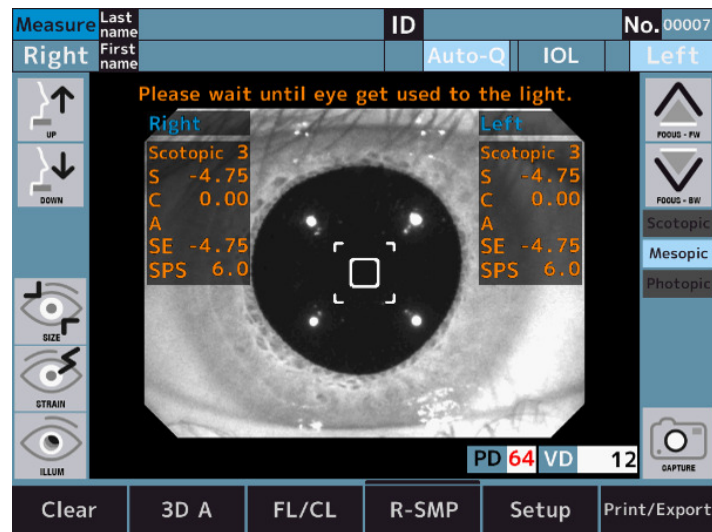 Measure Last name ID No. 00007
Right First name Auto-Q IOL Left
Please wait until eye get used to the light.
UP
DOWN
SIZE
STRAIN
ILLUM
Right
Scotopic 3
S -4.75
C 0.00
A
SE -4.75
SPS 6.0
Left
Scotopic 3
S -4.75
C 0.00
A
SE -4.75
SPS 6.0
FOCUS - FW
FOCUS - BW
Scotopic
Mesopic
Photopic
CAPTURE
PD 64 VD 12
Clear 3D A FL/CL R-SMP Setup Print/Export